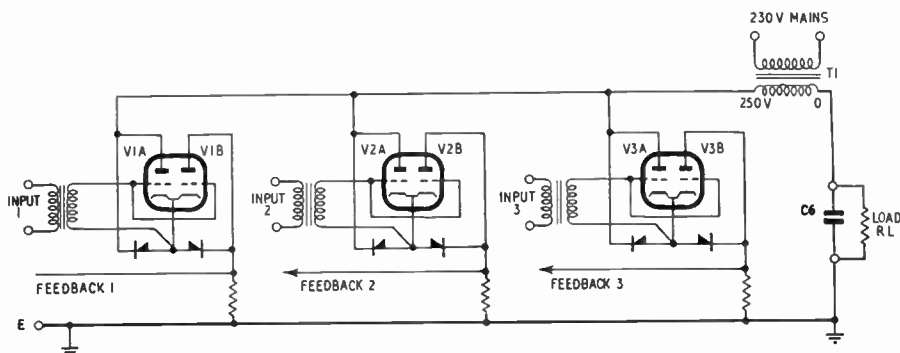 230 V MAINS
T1
250V 0
V1A V1B
V2A V2B
V3A V3B
INPUT
1
INPUT
2
INPUT
3
C6
LOAD
RL
FEEDBACK 1
FEEDBACK 2
FEEDBACK 3
E